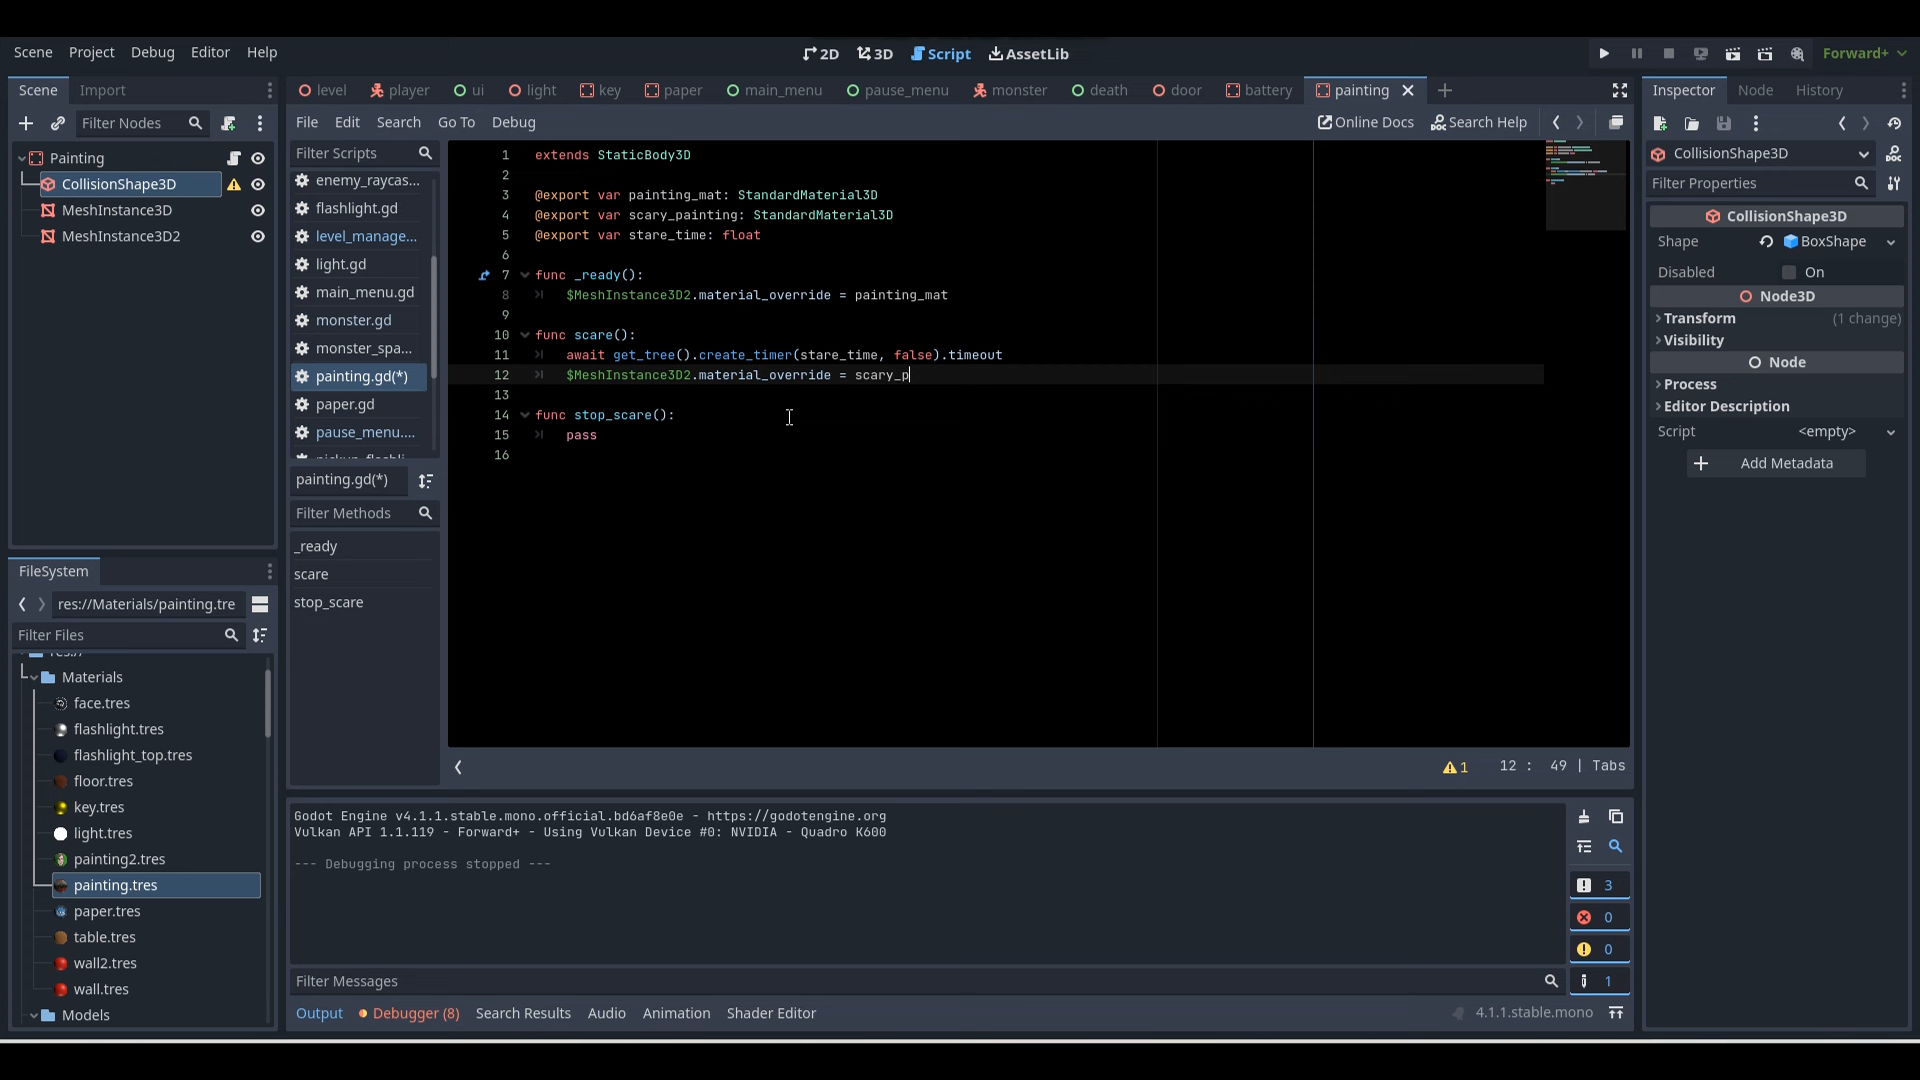 Scene Project Debug Editor Help
2D 3D Script AssetLib
Forward+
Scene Import
Filter Nodes
Painting
CollisionShape3D
MeshInstance3D
MeshInstance3D2
FileSystem
res://Materials/painting.tre
Filter Files
Materials
face.tres
flashlight.tres
flashlight_top.tres
floor.tres
key.tres
light.tres
painting2.tres
painting.tres
paper.tres
table.tres
wall2.tres
wall.tres
Models
level player ui light key paper main_menu pause_menu monster death door battery painting
File Edit Search Go To Debug
Online Docs Search Help
Filter Scripts
enemy_raycas...
flashlight.gd
level_manage...
light.gd
main_menu.gd
monster.gd
monster_spa...
painting.gd(*)
paper.gd
pause_menu....
painting.gd(*)
Filter Methods
_ready
scare
stop_scare
1 extends StaticBody3D
2
3 @export var painting_mat: StandardMaterial3D
4 @export var scary_painting: StandardMaterial3D
5 @export var stare_time: float
6
7 func _ready():
8 $MeshInstance3D2.material_override = painting_mat
9
10 func scare():
11 await get_tree().create_timer(stare_time, false).timeout
12 $MeshInstance3D2.material_override = scary_p
13
14 func stop_scare():
15 pass
16
1 12 : 49 | Tabs
Godot Engine v4.1.1.stable.mono.official.bd6af8e0e - https://godotengine.org
Vulkan API 1.1.119 - Forward+ - Using Vulkan Device #0: NVIDIA - Quadro K600
--- Debugging process stopped ---
3
0
0
1
Filter Messages
Output Debugger (8) Search Results Audio Animation Shader Editor
4.1.1.stable.mono
Inspector Node History
CollisionShape3D
Filter Properties
CollisionShape3D
Shape BoxShape
Disabled On
Node3D
Transform (1 change)
Visibility
Node
Process
Editor Description
Script <empty>
Add Metadata